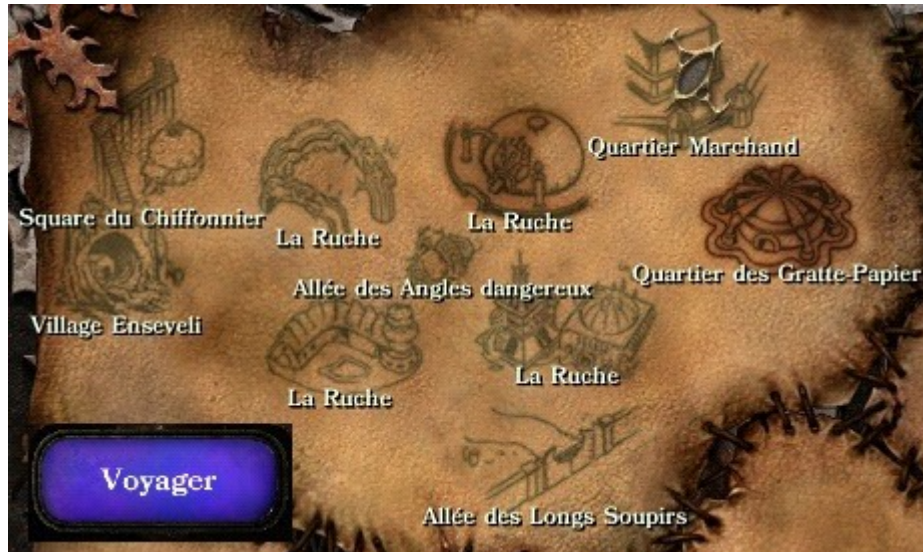 Quartier Marchand
Square du Chiffonnier
La Ruche
La Ruche
Quartier des Gratte-Papier
Allée des Angles dangereux
Village Enseveli
La Ruche
La Ruche
Voyager
Allée des Longs Soupirs